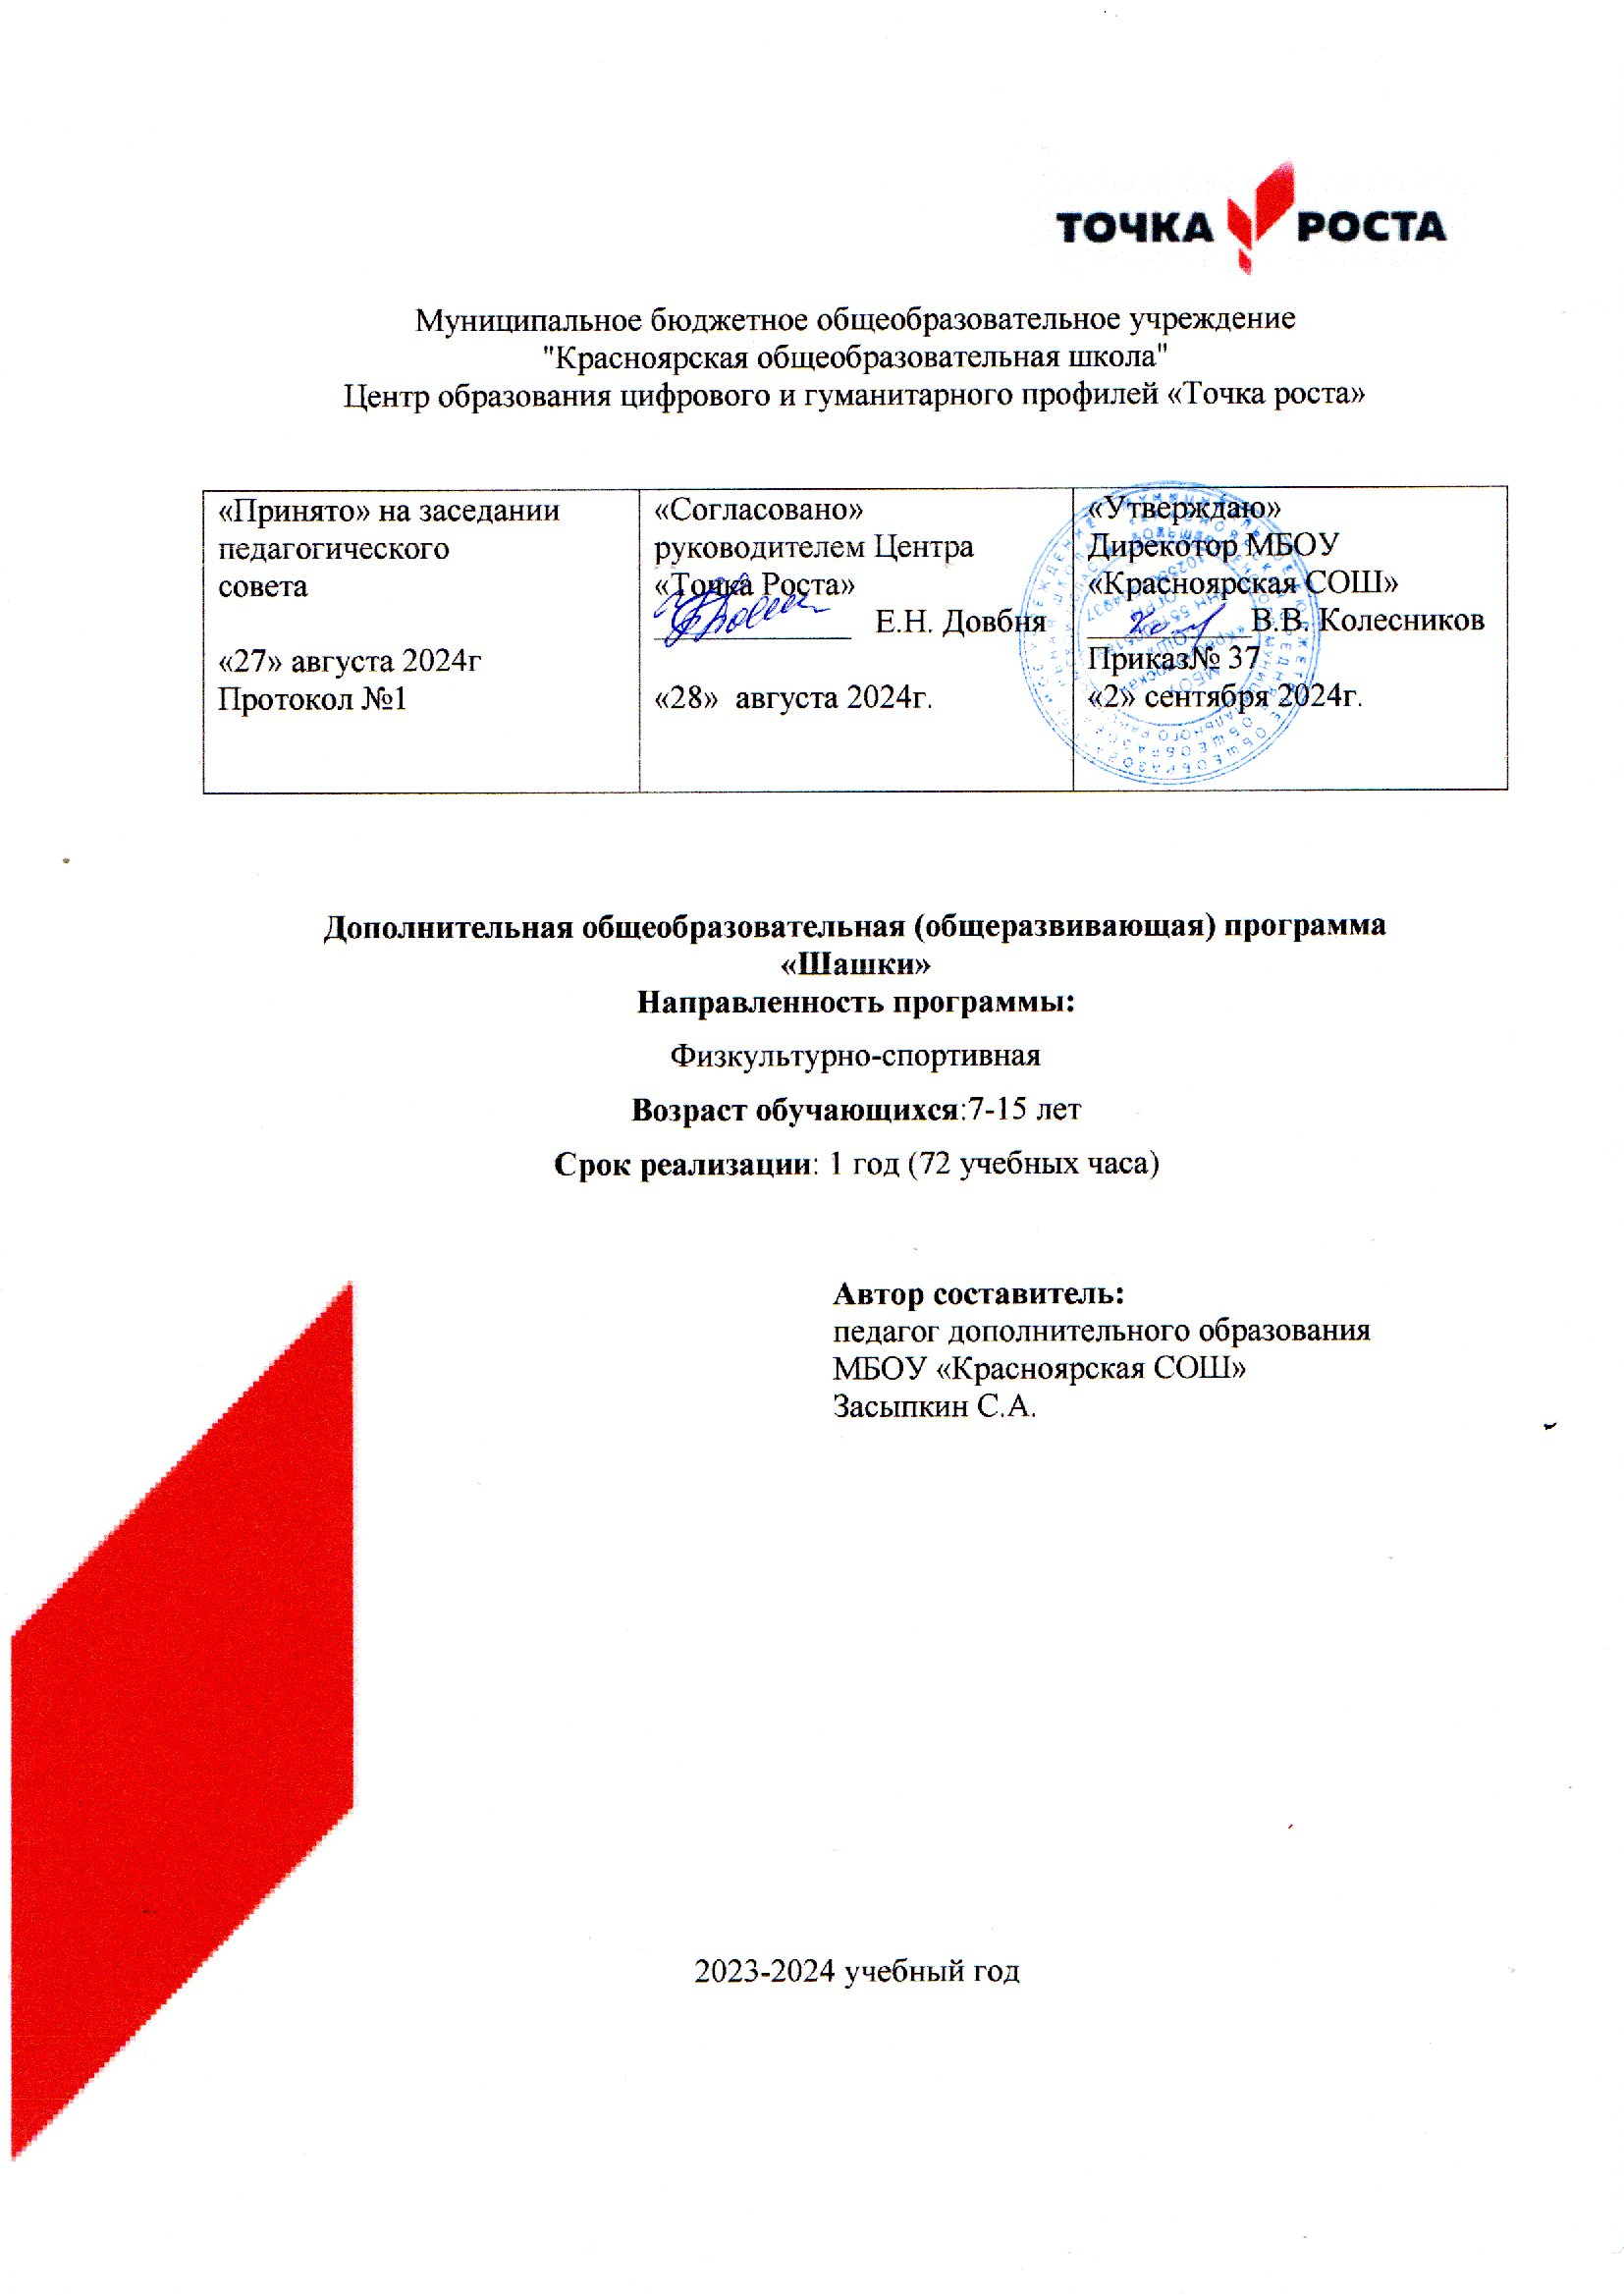 ТОЧКА РОСТА
Муниципальное бюджетное общеобразовательное учреждение
"Красноярская общеобразовательная школа"
Центр образования цифрового и гуманитарного профилей «Точка роста»
«Принято» на заседании
педагогического
совета
«27» августа 2024г
Протокол №1
«Согласовано»
руководителем Центра
«Точка Роста»
Е.Н. Довбня
«28» августа 2024г.
«Утверждаю»
Дирекотор МБОУ
«Красноярская СОШ»
В.В. Колесников
Приказ№ 37
«2» сентября 2024г.
Дополнительная общеобразовательная (общеразвивающая) программа
«Шашки»
Направленность программы:
Физкультурно-спортивная
Возраст обучающихся:7-15 лет
Срок реализации: 1 год (72 учебных часа)
Автор составитель:
педагог дополнительного образования
МБОУ «Красноярская СОШ»
Засыпкин С.А.
2023-2024 учебный год